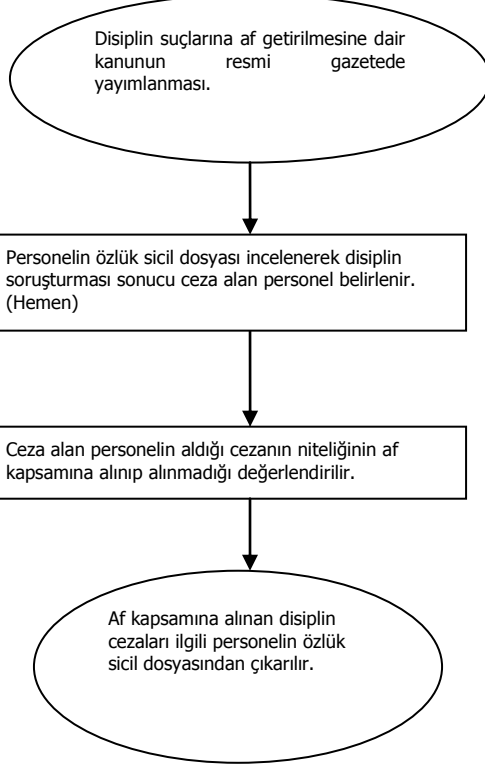 Disiplin suçlarına af getirilmesine dair
kanunun resmi gazetede
yayımlanması.
Personelin özlük sicil dosyası incelenerek disiplin
soruşturması sonucu ceza alan personel belirlenir.
(Hemen)
Ceza alan personelin aldığı cezanın niteliğinin af
kapsamına alınıp alınmadığı değerlendirilir.
Af kapsamına alınan disiplin
cezaları ilgili personelin özlük
sicil dosyasından çıkarılır.